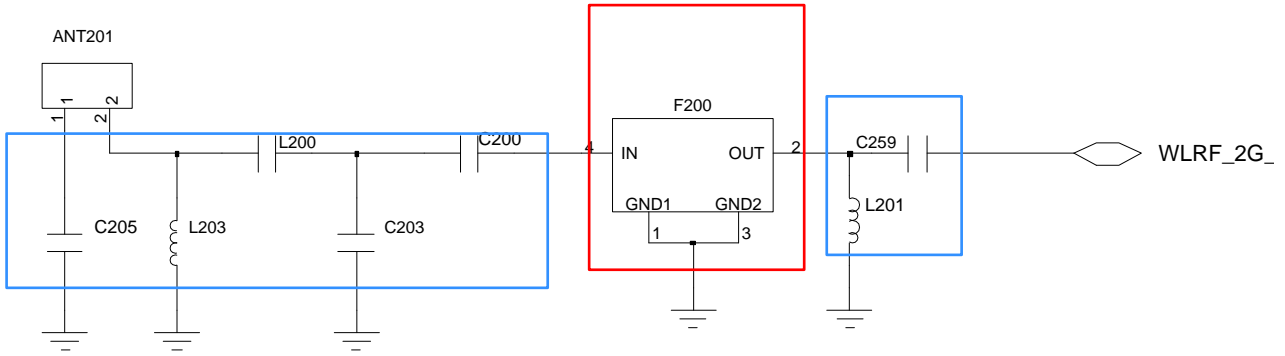 ANT201
1
2
1
2
L200
C200
F200
4
IN
OUT
2
C259
WLRF_2G_
GND1
GND2
L201
C205
L203
C203
1
3